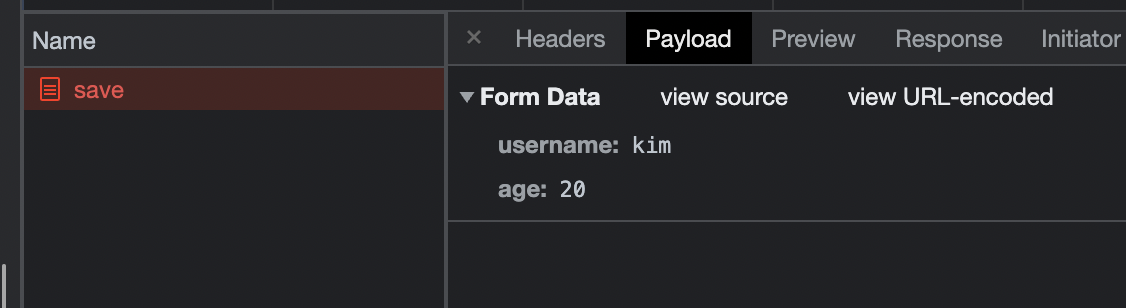 Name
save
× Headers Payload Preview Response Initiator
Form Data view source view URL-encoded
username: kim
age: 20